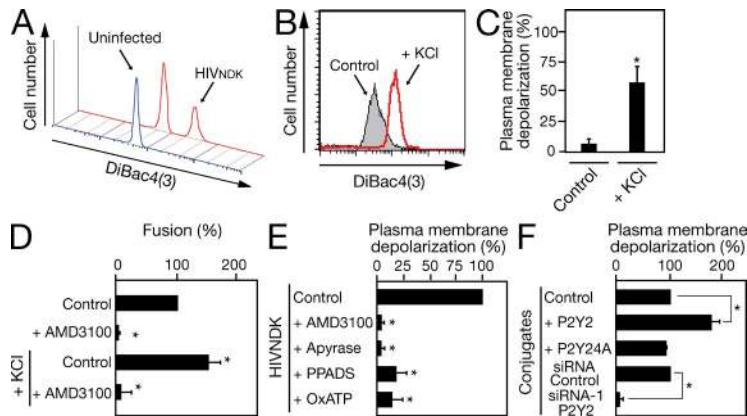 A
Uninfected
HIVNDK
Cell number
DiBac4(3)
B
Control
+ KCl
Cell number
DiBac4(3)
C
Plasma membrane
depolarization (%)
100
75
50
25
0
*
Control
+ KCl
D
Fusion (%)
0 100 200
Control
+ AMD3100 *
+ KCl
Control *
+ AMD3100 *
E
Plasma membrane
depolarization (%)
0 25 50 100
HIVNDK
Control
+ AMD3100 *
+ Apyrase *
+ PPADS *
+ OxATP *
F
Plasma membrane
depolarization (%)
0 100 200
Conjugates
Control
*
+ P2Y2
+ P2Y24A
siRNA
Control
*
siRNA-1
P2Y2